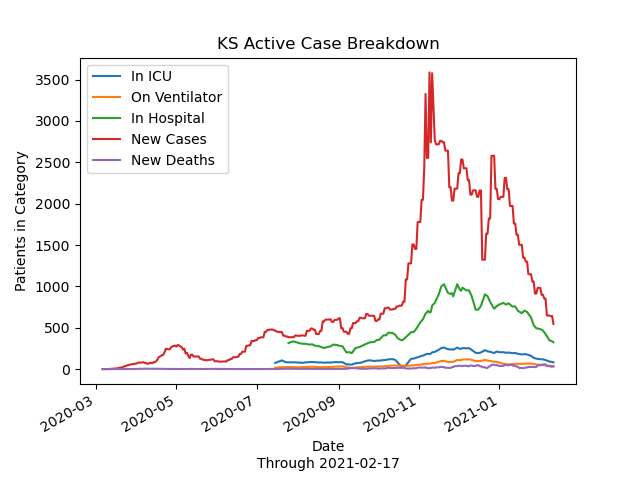 KS Active Case Breakdown
Patients in Category
3500
3000
2500
2000
1500
1000
500
0
In ICU
On Ventilator
In Hospital
New Cases
New Deaths
2020-03
2020-05
2020-07
2020-09
2020-11
2021-01
Date
Through 2021-02-17